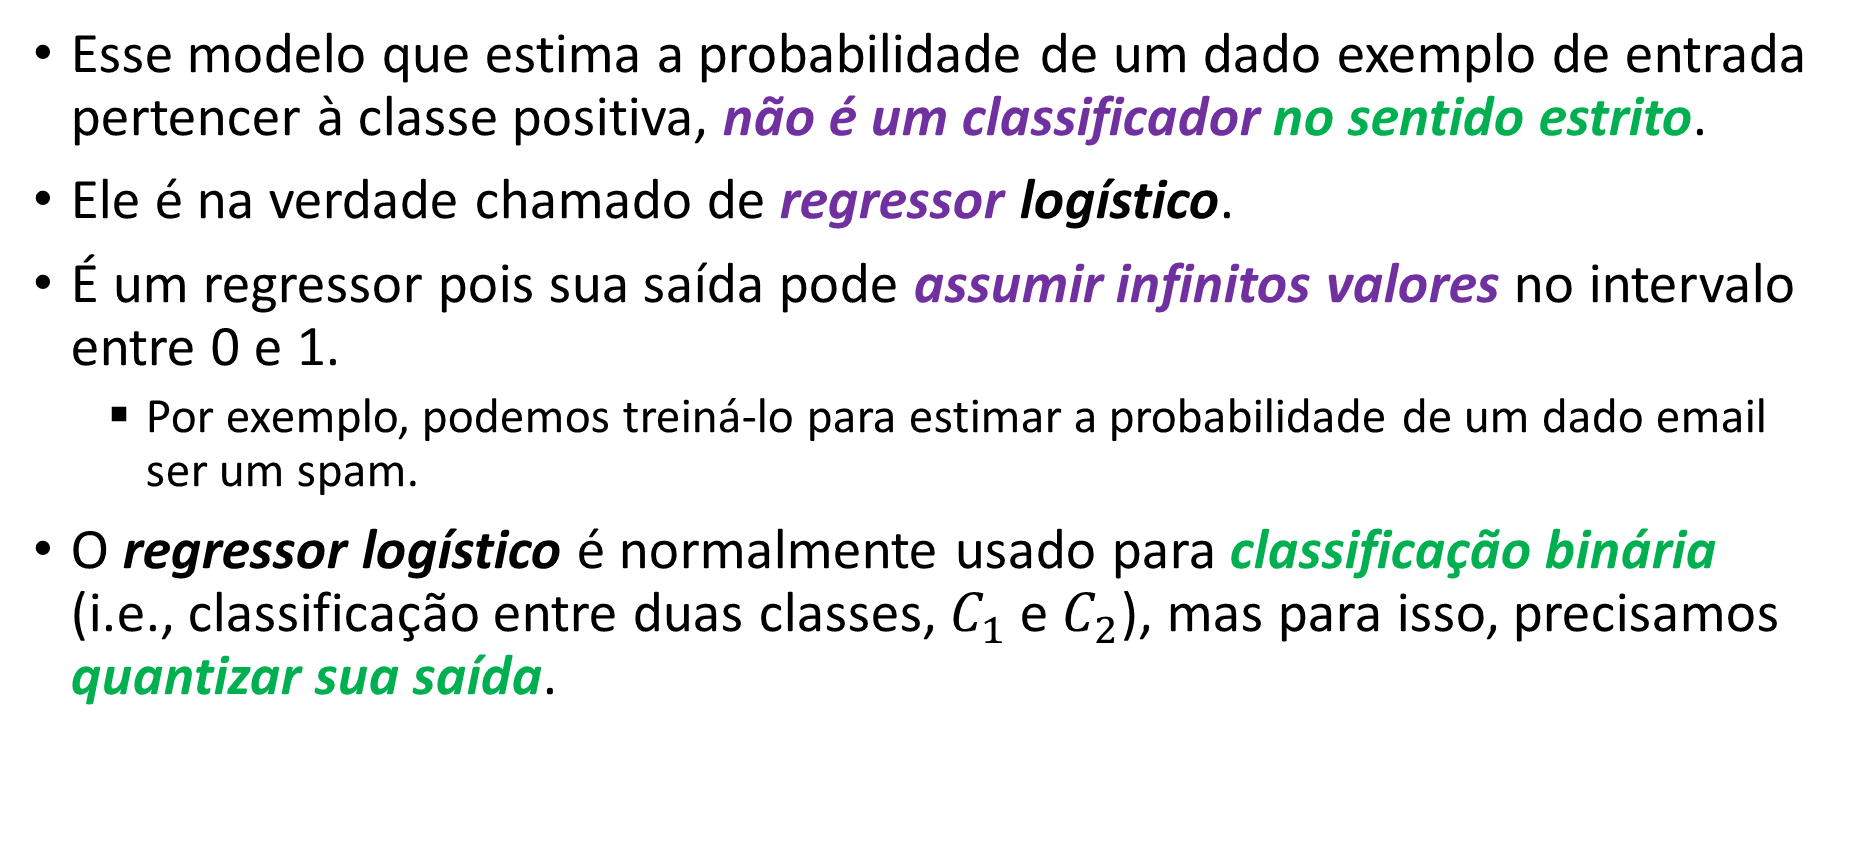 • Esse modelo que estima a probabilidade de um dado exemplo de entrada
pertencer à classe positiva, não é um classificador no sentido estrito.
• Ele é na verdade chamado de regressor logístico.
• É um regressor pois sua saída pode assumir infinitos valores no intervalo
entre 0 e 1.
▪ Por exemplo, podemos treiná-lo para estimar a probabilidade de um dado email
ser um spam.
• O regressor logístico é normalmente usado para classificação binária
(i.e., classificação entre duas classes, C₁ e C₂), mas para isso, precisamos
quantizar sua saída.